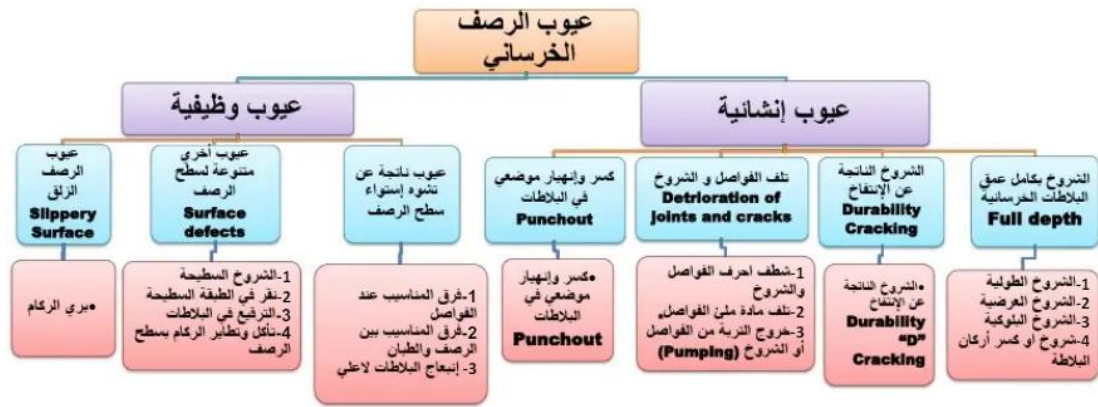 عيوب الرصف
الخرساني
عيوب إنشائية
عيوب وظيفية
الشروخ بكامل عمق
البلاطات الخرسانية
Full depth
الشروخ الناتجة
عن الإنتفاخ
Durability
Cracking
تلف الفواصل و الشروخ
Detrioration of
joints and cracks
كسر وإنهيار موضعي
في البلاطات
Punchout
عيوب ناتجة عن
تشوه إستواء
سطح الرصف
عيوب أخرى
متنوعة لسطح
الرصف
Surface
defects
عيوب
الرصف
الزلق
Slippery
Surface
1-الشروخ الطولية
2-الشروخ العرضية
3-الشروخ البلوكية
4-شروخ او كسر أركان
البلاطة
•الشروخ الناتجة
عن الإنتفاخ
Durability
“D”
Cracking
1-شطف احرف الفواصل
والشروخ
2-تلف مادة ملئ الفواصل
3-خروج التربة من الفواصل
أو الشروخ (Pumping)
•كسر وإنهيار
موضعي في
البلاطات
Punchout
1-فرق المناسيب عند
الفواصل
2-فرق المناسيب بين
الرصف والطبان
3-إنبعاج البلاطات لاعلي
1-الشروخ السطيحة
2-نقر في الطبقة السطيحة
3-الترقيع في البلاطات
4-تأكل وتطاير الركام بسطح
الرصف
•بري الركام